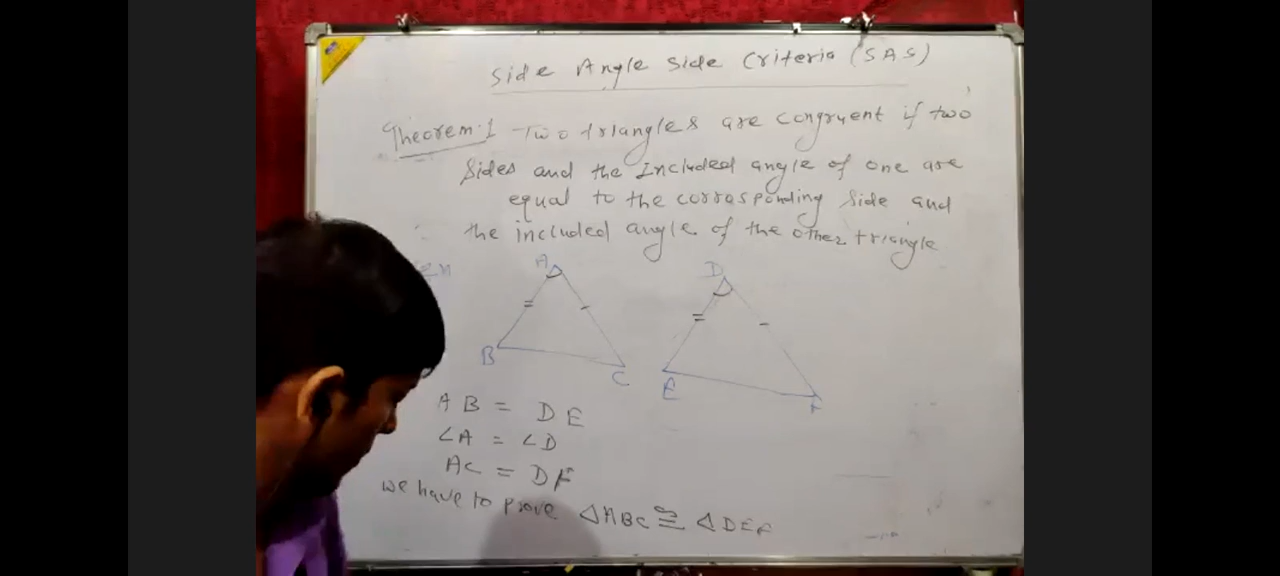 Side Angle Side Criteria (SAS)
Theorem:1 Two triangles are congruent if two
sides and the Included angle of one are
equal to the corrosponding side and
the included angle of the other triangle
A
D
B
C
E
F
AB = DE
∠A = ∠D
AC = DF
we have to prove △ABC ≅ △DEF